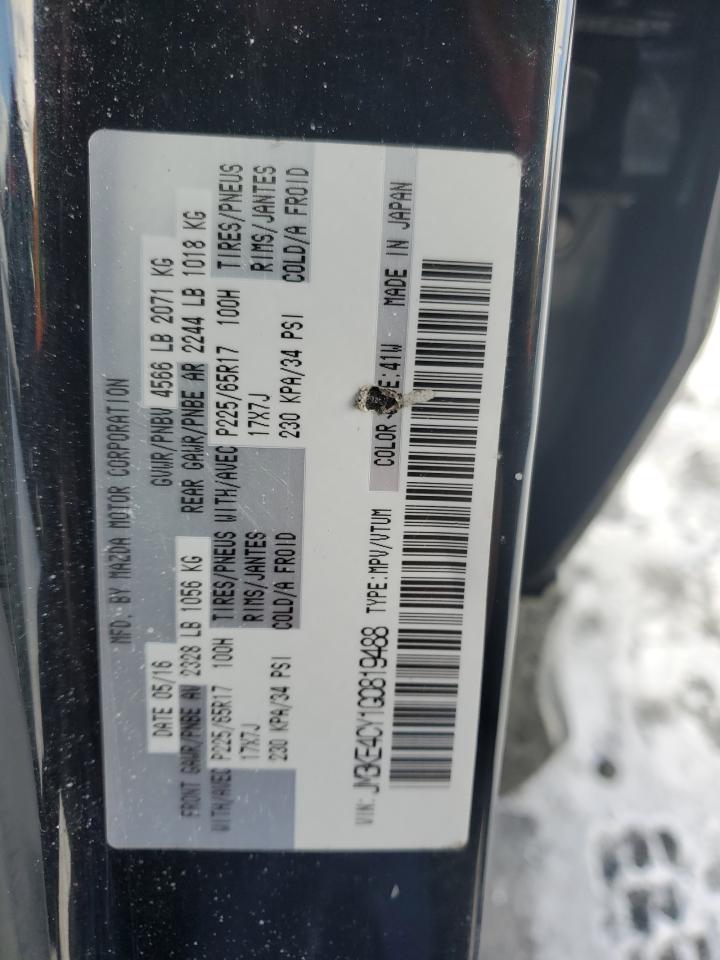 MFD. BY MAZDA MOTOR CORPORATION
DATE 05/16 GVWR/PNBV 4566 LB 2071 KG
FRONT GAWR/PNBE AV 2328 LB 1056 KG REAR GAWR/PNBE AR 2244 LB 1018 KG
WITH/AVEC P225/65R17 100H TIRES/PNEUS WITH/AVEC P225/65R17 100H TIRES/PNEUS
17X7J RIMS/JANTES 17X7J RIMS/JANTES
230 KPA/34 PSI COLD/A FROID 230 KPA/34 PSI COLD/A FROID
VIN: JM3KE4CY1G0819488 TYPE:MPV/VTUM
COLOR :41W MADE IN JAPAN